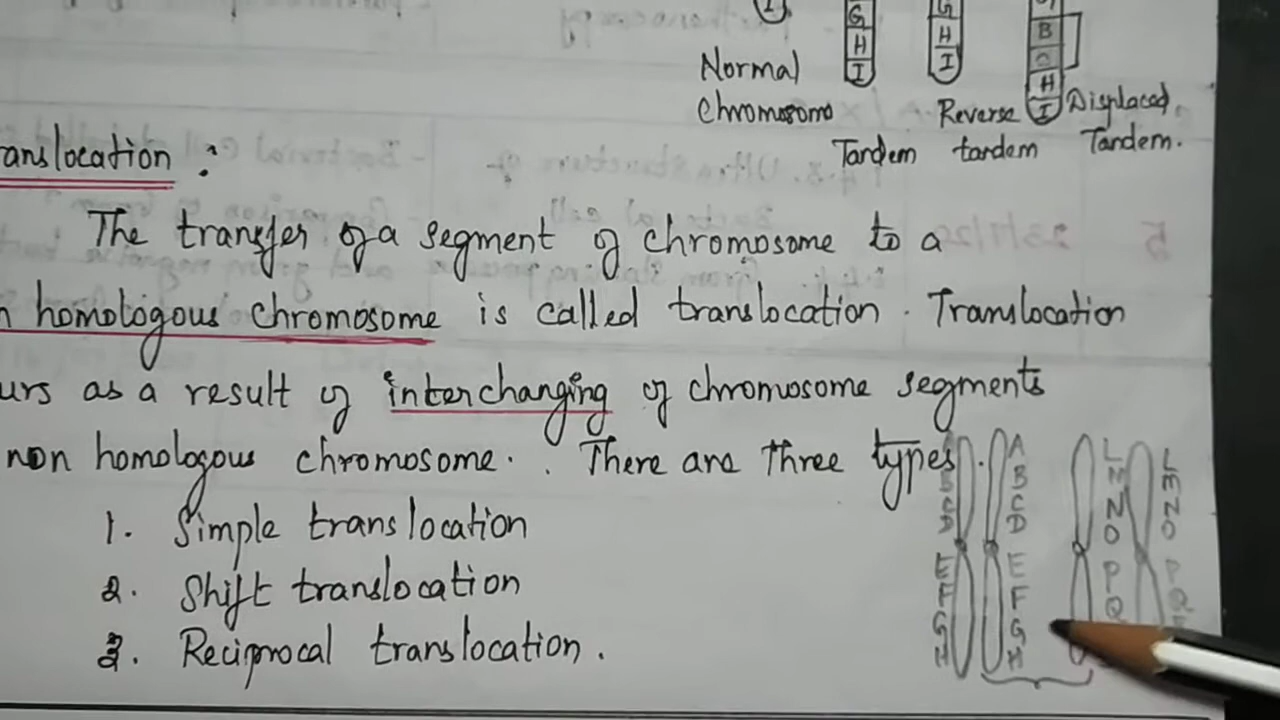 G
H
I
G
H
I
B
C
H
I
Normal
Chromosomo
Tandem
Reverse
tandem
Displaced
Tandem.
anslocation :
The transfer of a segment of chromosome to a
n homologous chromosome is called translocation. Translocation
urs as a result of interchanging of chromosome segments
non homologous chromosome. There are three types.
1. Simple translocation
2. Shift translocation
3. Reciprocal translocation.
B
C
D
E
F
G
H
A
B
C
D
E
F
G
H
L
M
N
O
P
Q
L
M
N
O
P
Q